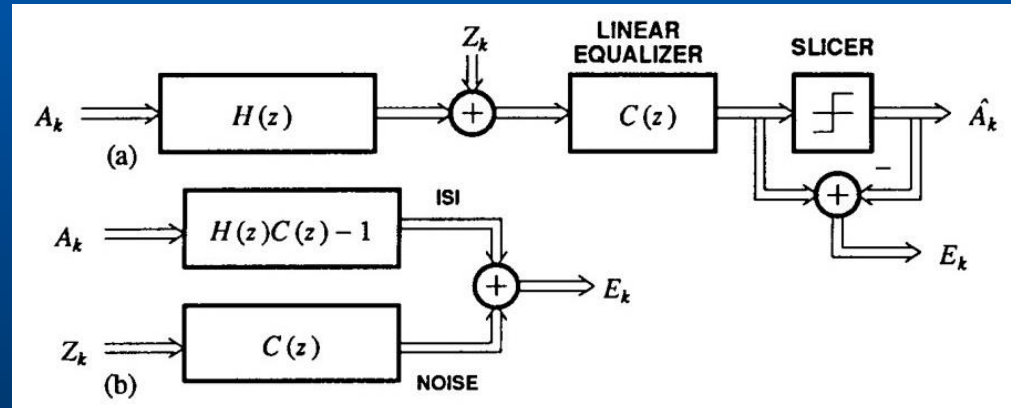 Z_k
LINEAR
EQUALIZER
SLICER
A_k
H(z)
+
C(z)
Â_k
(a)
−
+
E_k
ISI
A_k
H(z)C(z) − 1
+
E_k
Z_k
C(z)
(b)
NOISE